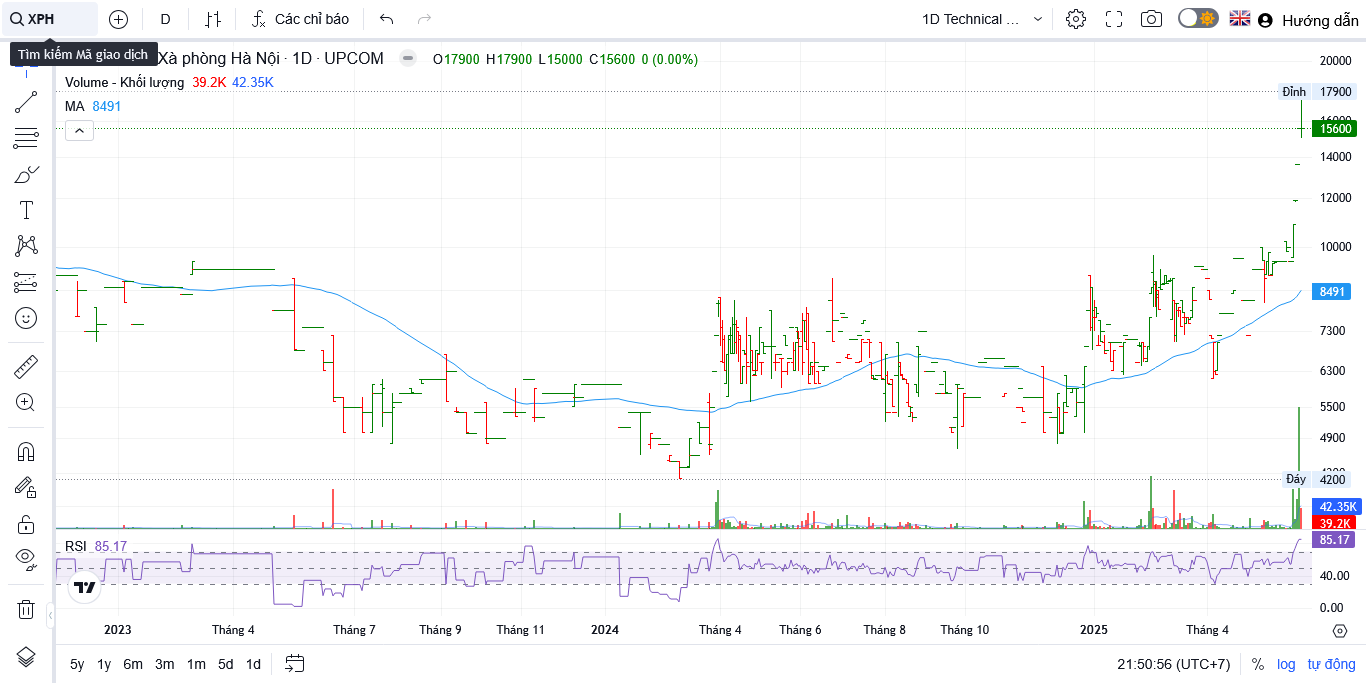 XPH
D
Các chỉ báo
1D Technical ...
Hướng dẫn
Tìm kiếm Mã giao dịch
Xà phòng Hà Nội · 1D · UPCOM
O17900 H17900 L15000 C15600 0 (0.00%)
Volume - Khối lượng 39.2K 42.35K
MA 8491
20000
Đỉnh 17900
16000
15600
14000
12000
10000
8491
7300
6300
5500
4900
4200
Đáy 4200
42.35K
39.2K
RSI 85.17
85.17
40.00
0.00
2023 Tháng 4 Tháng 7 Tháng 9 Tháng 11 2024 Tháng 4 Tháng 6 Tháng 8 Tháng 10 2025 Tháng 4
5y 1y 6m 3m 1m 5d 1d
21:50:56 (UTC+7) % log tự động